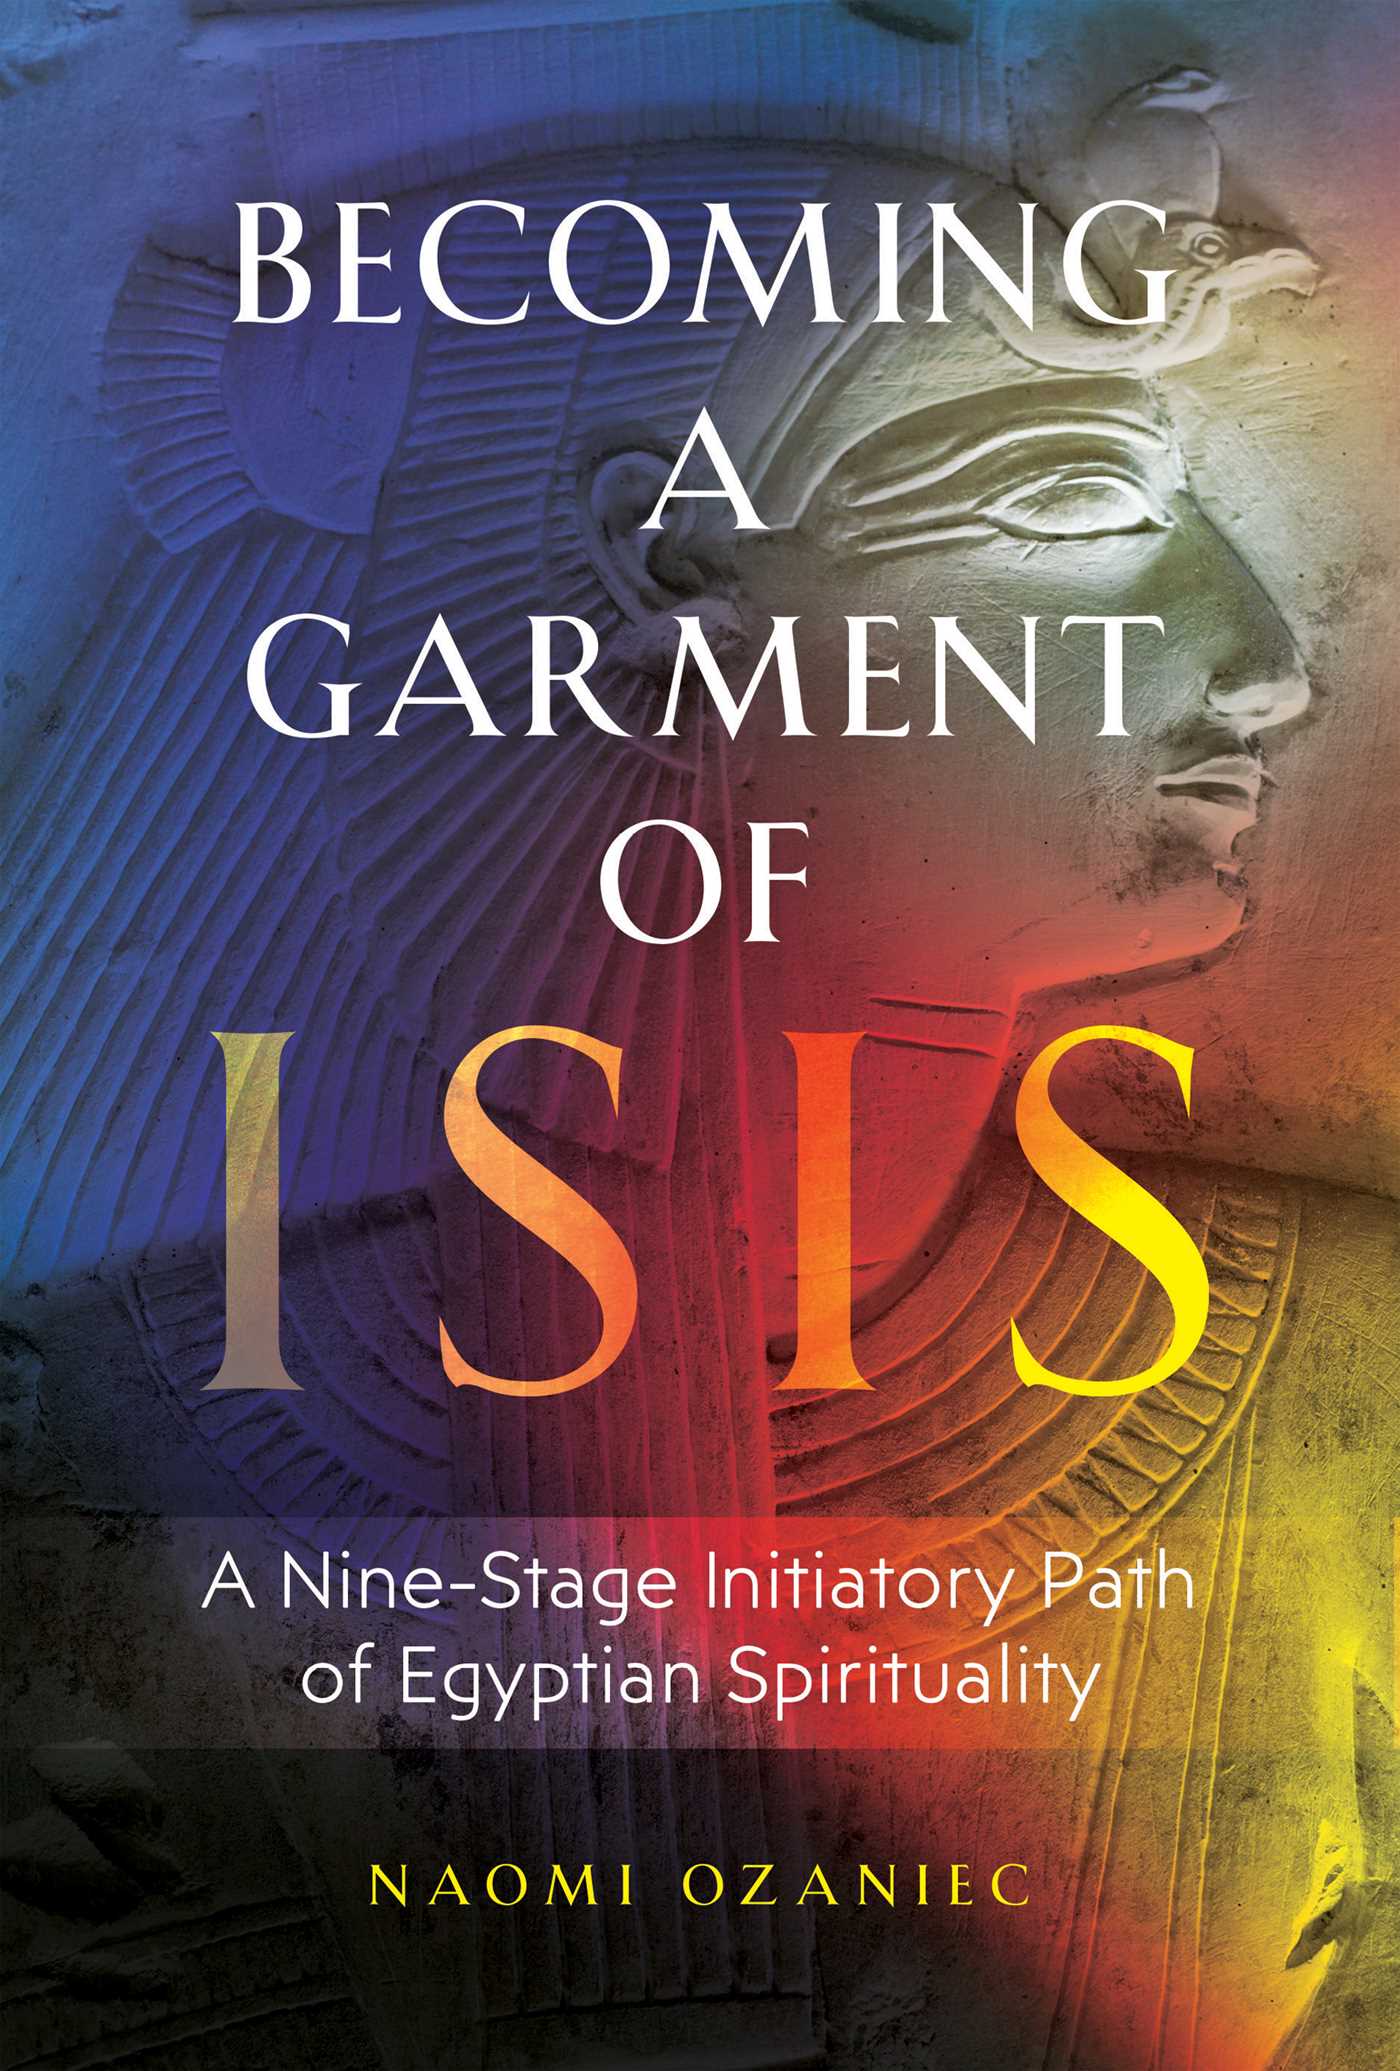 BECOMING
A
GARMENT
OF
ISIS
A Nine-Stage Initiatory Path
of Egyptian Spirituality
NAOMI OZANIEC